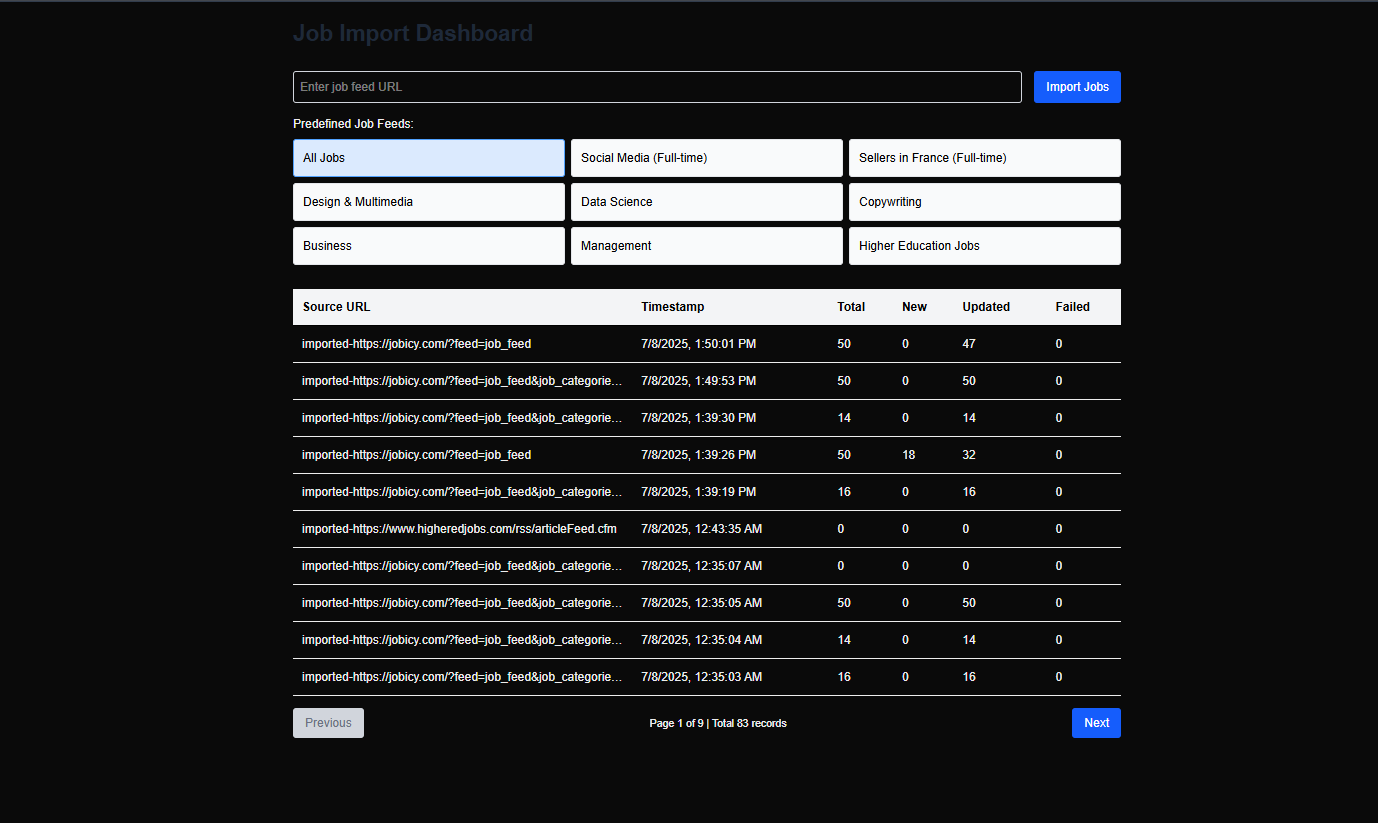 Job Import Dashboard
Enter job feed URL Import Jobs
Predefined Job Feeds:
All Jobs Social Media (Full-time) Sellers in France (Full-time)
Design & Multimedia Data Science Copywriting
Business Management Higher Education Jobs
Source URL Timestamp Total New Updated Failed
imported-https://jobicy.com/?feed=job_feed 7/8/2025, 1:50:01 PM 50 0 47 0
imported-https://jobicy.com/?feed=job_feed&job_categorie... 7/8/2025, 1:49:53 PM 50 0 50 0
imported-https://jobicy.com/?feed=job_feed&job_categorie... 7/8/2025, 1:39:30 PM 14 0 14 0
imported-https://jobicy.com/?feed=job_feed 7/8/2025, 1:39:26 PM 50 18 32 0
imported-https://jobicy.com/?feed=job_feed&job_categorie... 7/8/2025, 1:39:19 PM 16 0 16 0
imported-https://www.higheredjobs.com/rss/articleFeed.cfm 7/8/2025, 12:43:35 AM 0 0 0 0
imported-https://jobicy.com/?feed=job_feed&job_categorie... 7/8/2025, 12:35:07 AM 0 0 0 0
imported-https://jobicy.com/?feed=job_feed&job_categorie... 7/8/2025, 12:35:05 AM 50 0 50 0
imported-https://jobicy.com/?feed=job_feed&job_categorie... 7/8/2025, 12:35:04 AM 14 0 14 0
imported-https://jobicy.com/?feed=job_feed&job_categorie... 7/8/2025, 12:35:03 AM 16 0 16 0
Previous Page 1 of 9 | Total 83 records Next